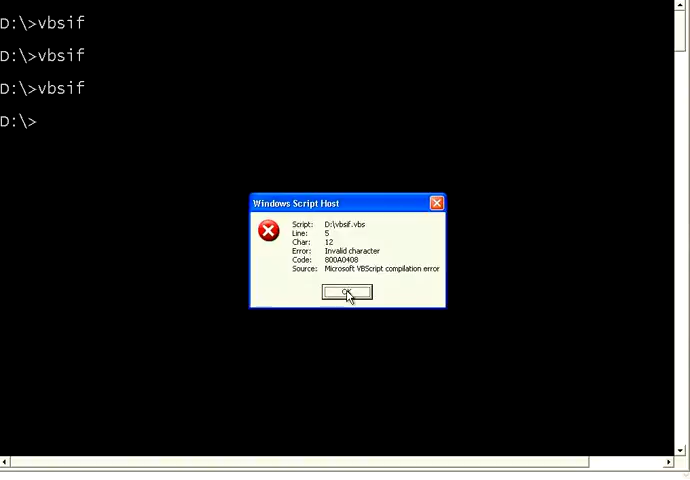 D:\>vbsif
D:\>vbsif
D:\>vbsif
D:\>
Windows Script Host
Script: D:\vbsif.vbs
Line: 5
Char: 12
Error: Invalid character
Code: 800A0408
Source: Microsoft VBScript compilation error
OK